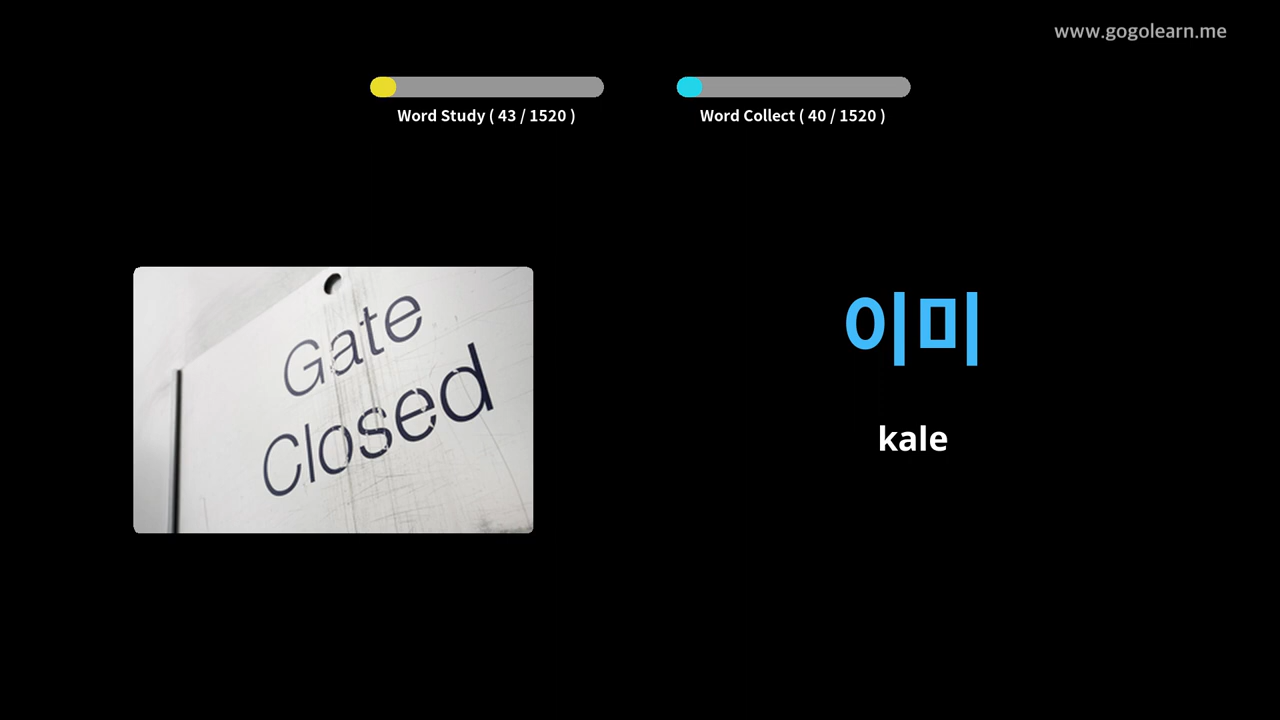 www.gogolearn.me
Word Study ( 43 / 1520 )
Word Collect ( 40 / 1520 )
Gate
Closed
이미
kale